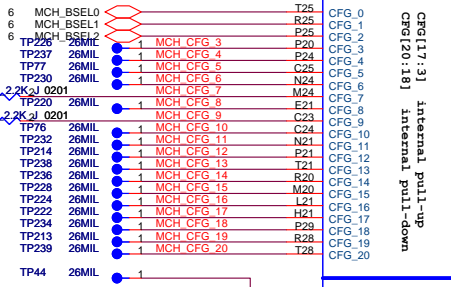 6 MCH_BSEL0 T25 CFG_0
6 MCH_BSEL1 R25 CFG_1
6 MCH_BSEL2 P25 CFG_2
TP226 26MIL 1 MCH_CFG_3 P20 CFG_3
TP237 26MIL 1 MCH_CFG_4 P24 CFG_4
TP77 26MIL 1 MCH_CFG_5 C25 CFG_5
TP230 26MIL 1 MCH_CFG_6 N24 CFG_6
2.2K_J 0201 MCH_CFG_7 M24 CFG_7
TP220 26MIL 1 MCH_CFG_8 E21 CFG_8
2.2K_J 0201 MCH_CFG_9 C23 CFG_9
TP76 26MIL 1 MCH_CFG_10 C24 CFG_10
TP232 26MIL 1 MCH_CFG_11 N21 CFG_11
TP214 26MIL 1 MCH_CFG_12 P21 CFG_12
TP238 26MIL 1 MCH_CFG_13 T21 CFG_13
TP236 26MIL 1 MCH_CFG_14 R20 CFG_14
TP228 26MIL 1 MCH_CFG_15 M20 CFG_15
TP224 26MIL 1 MCH_CFG_16 L21 CFG_16
TP222 26MIL 1 MCH_CFG_17 H21 CFG_17
TP234 26MIL 1 MCH_CFG_18 P29 CFG_18
TP213 26MIL 1 MCH_CFG_19 R28 CFG_19
TP239 26MIL 1 MCH_CFG_20 T28 CFG_20
TP44 26MIL 1
CFG[17:3] internal pull-up
CFG[20:18] internal pull-down